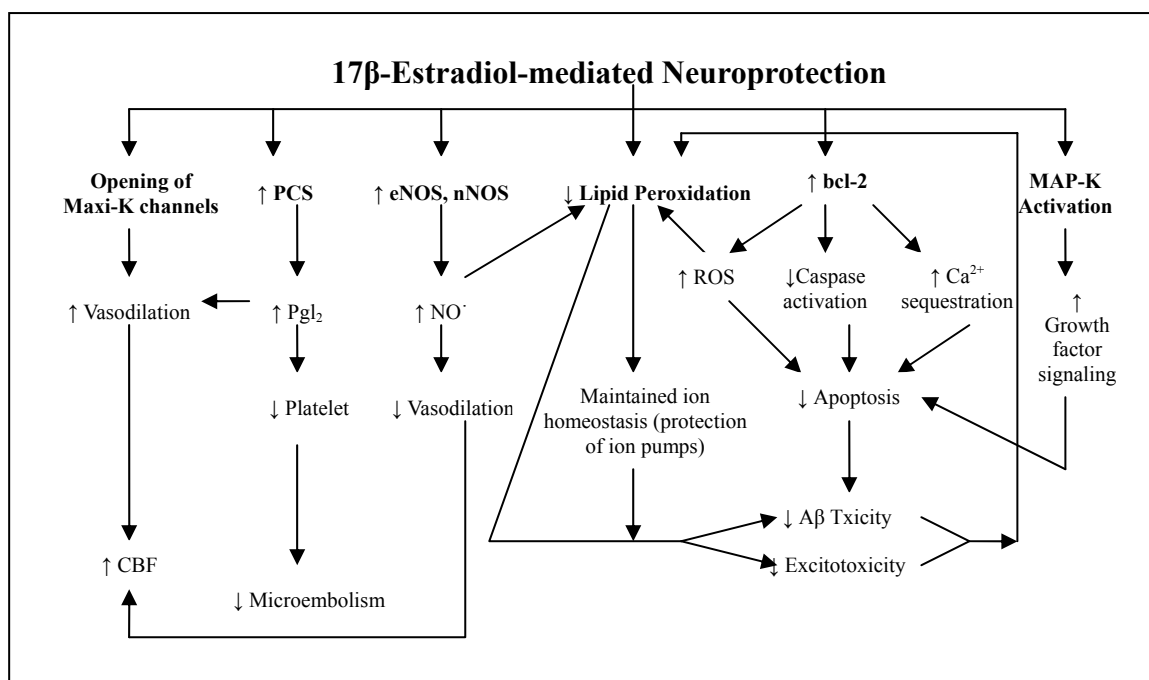 17β-Estradiol-mediated Neuroprotection
Opening of
Maxi-K channels
↑ PCS
↑ eNOS, nNOS
↓ Lipid Peroxidation
↑ bcl-2
MAP-K
Activation
↑ Vasodilation
↑ PgI₂
↑ NO·
↑ ROS
↓Caspase
activation
↑ Ca²⁺
sequestration
↑
Growth
factor
signaling
↓ Platelet
↓ Vasodilation
Maintained ion
homeostasis (protection
of ion pumps)
↓ Apoptosis
↑ CBF
↓ Microembolism
↓ Aβ Txicity
↓ Excitotoxicity